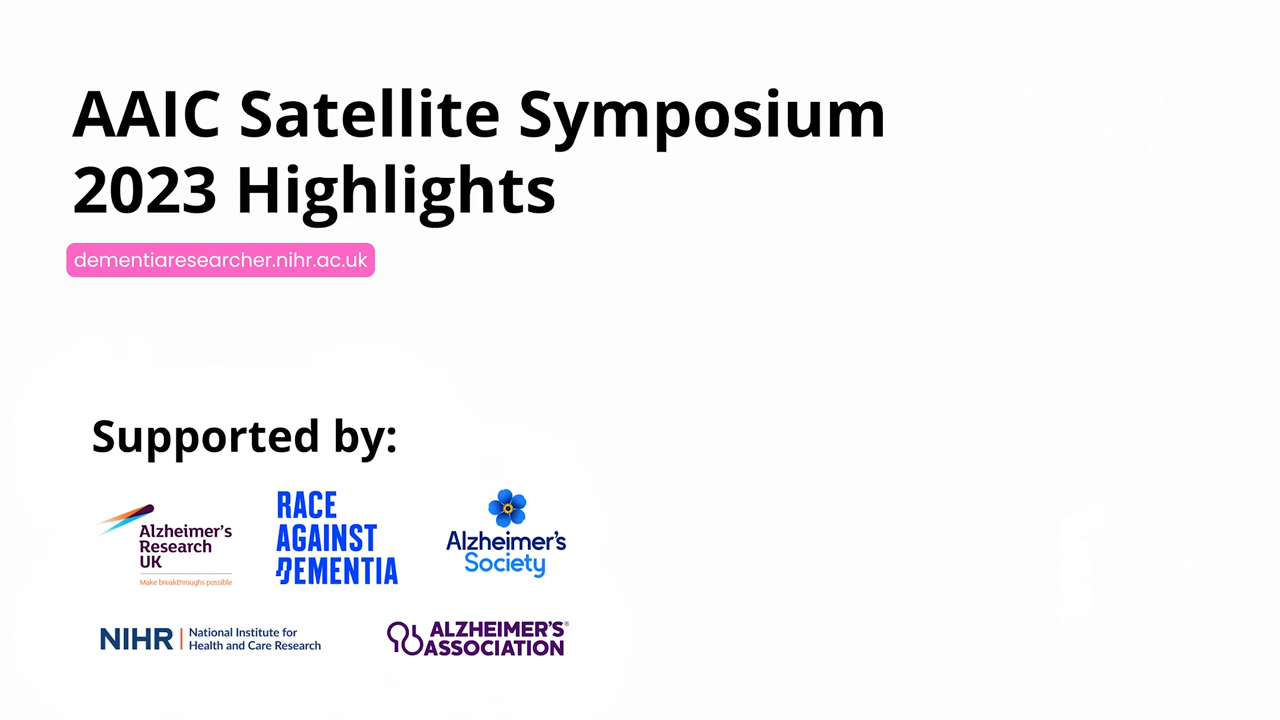 AAIC Satellite Symposium
2023 Highlights
dementiaresearcher.nihr.ac.uk
Supported by:
Alzheimer's
Research
UK
Make breakthroughs possible
RACE
AGAINST
DEMENTIA
Alzheimer's
Society
NIHR | National Institute for
Health and Care Research
ALZHEIMER'S®
ASSOCIATION